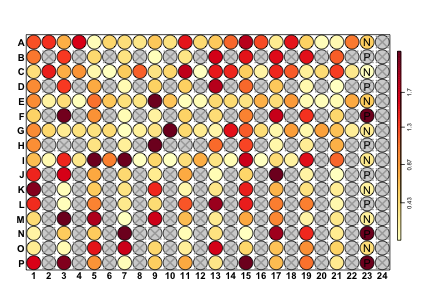 A N
B P
C N
D P
E N
F P
G N
H P
I N
J P
K N
L P
M N
N P
O N
P P
1 2 3 4 5 6 7 8 9 10 11 12 13 14 15 16 17 18 19 20 21 22 23 24
1.7
1.3
0.87
0.43